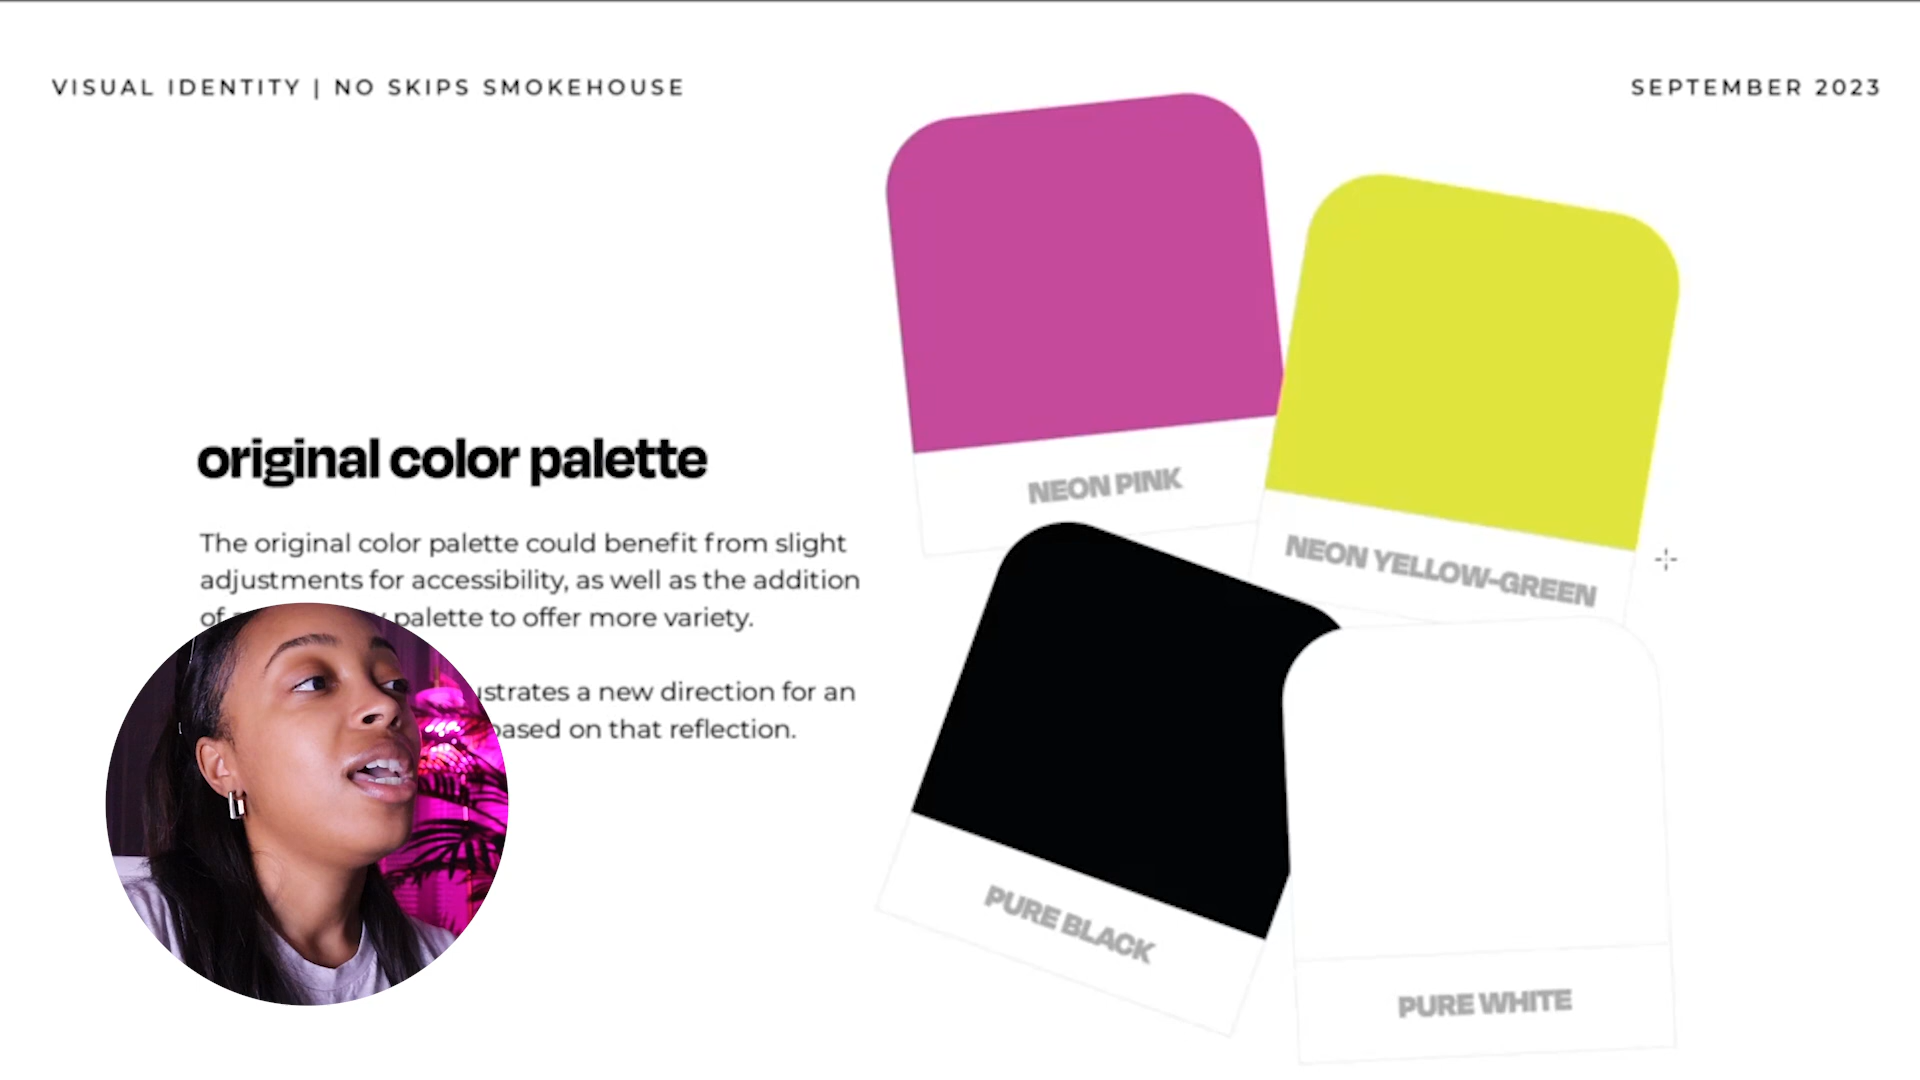 VISUAL IDENTITY | NO SKIPS SMOKEHOUSE
SEPTEMBER 2023
original color palette
The original color palette could benefit from slight
adjustments for accessibility, as well as the addition
of palette to offer more variety.
a new direction for an
based on that reflection.
NEON PINK
NEON YELLOW-GREEN
PURE BLACK
PURE WHITE